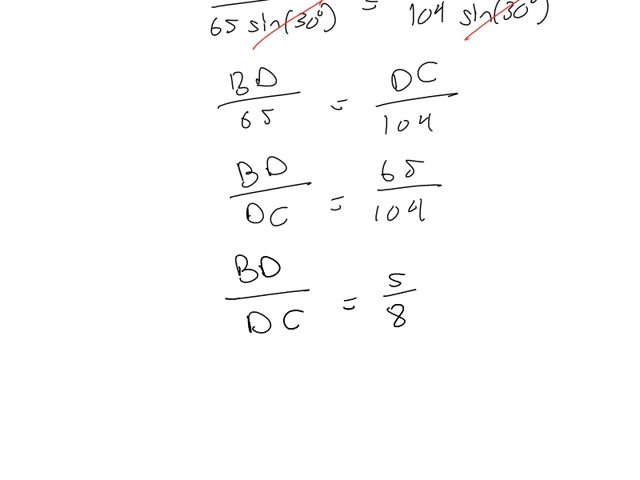 65 sin(30°) = 104 sin(30°)
BD/65 = DC/104
BD/DC = 65/104
BD/DC = 5/8